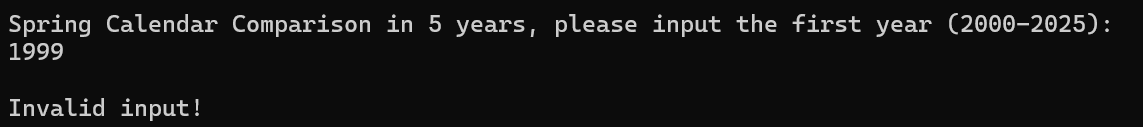 Spring Calendar Comparison in 5 years, please input the first year (2000-2025):
1999
Invalid input!